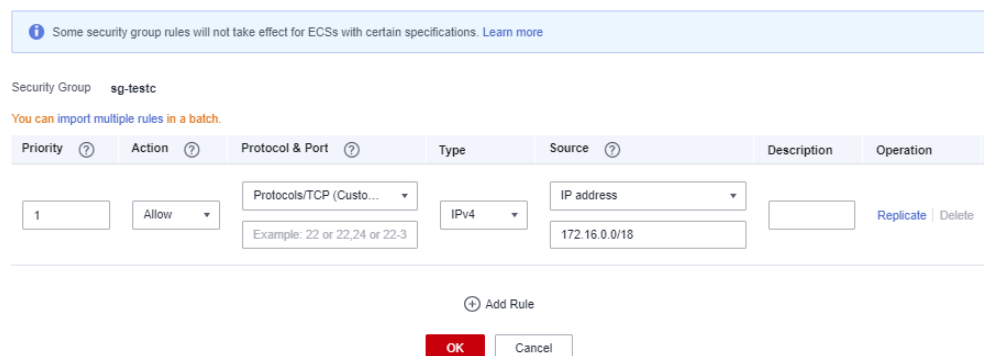 Some security group rules will not take effect for ECSs with certain specifications. Learn more
Security Group sg-testc
You can import multiple rules in a batch.
Priority ? Action ? Protocol & Port ? Type Source ? Description Operation
Protocols/TCP (Custo... IP address
1 Allow IPv4 Replicate Delete
Example: 22 or 22,24 or 22-3 172.16.0.0/18
Add Rule
OK Cancel